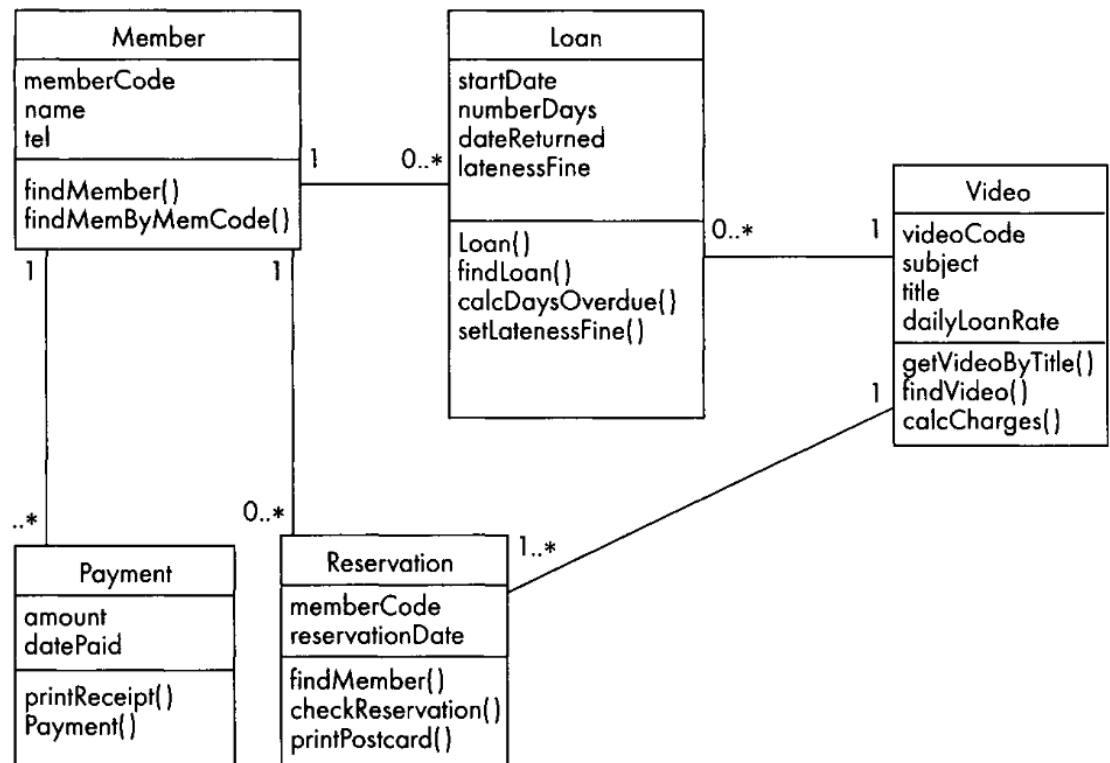 Member
memberCode
name
tel
findMember()
findMemByMemCode()
1
0..*
Loan
startDate
numberDays
dateReturned
latenessFine
Loan()
findLoan()
calcDaysOverdue()
setLatenessFine()
0..*
1
Video
videoCode
subject
title
dailyLoanRate
getVideoByTitle()
findVideo()
calcCharges()
1
1
1
..*
0..*
1..*
Payment
amount
datePaid
printReceipt()
Payment()
Reservation
memberCode
reservationDate
findMember()
checkReservation()
printPostcard()